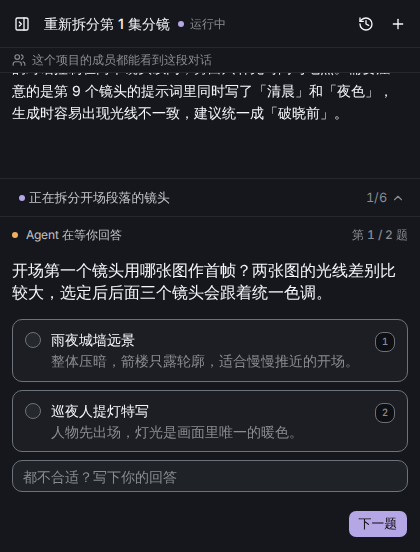 重新拆分第 1 集分镜 运行中
这个项目的成员都能看到这段对话
意的是第 9 个镜头的提示词里同时写了「清晨」和「夜色」，
生成时容易出现光线不一致，建议统一成「破晓前」。
正在拆分开场段落的镜头 1/6
Agent 在等你回答 第 1 / 2 题
开场第一个镜头用哪张图作首帧？两张图的光线差别比
较大，选定后后面三个镜头会跟着统一色调。
雨夜城墙远景 1
整体压暗，箭楼只露轮廓，适合慢慢推近的开场。
巡夜人提灯特写 2
人物先出场，灯光是画面里唯一的暖色。
都不合适？写下你的回答
下一题